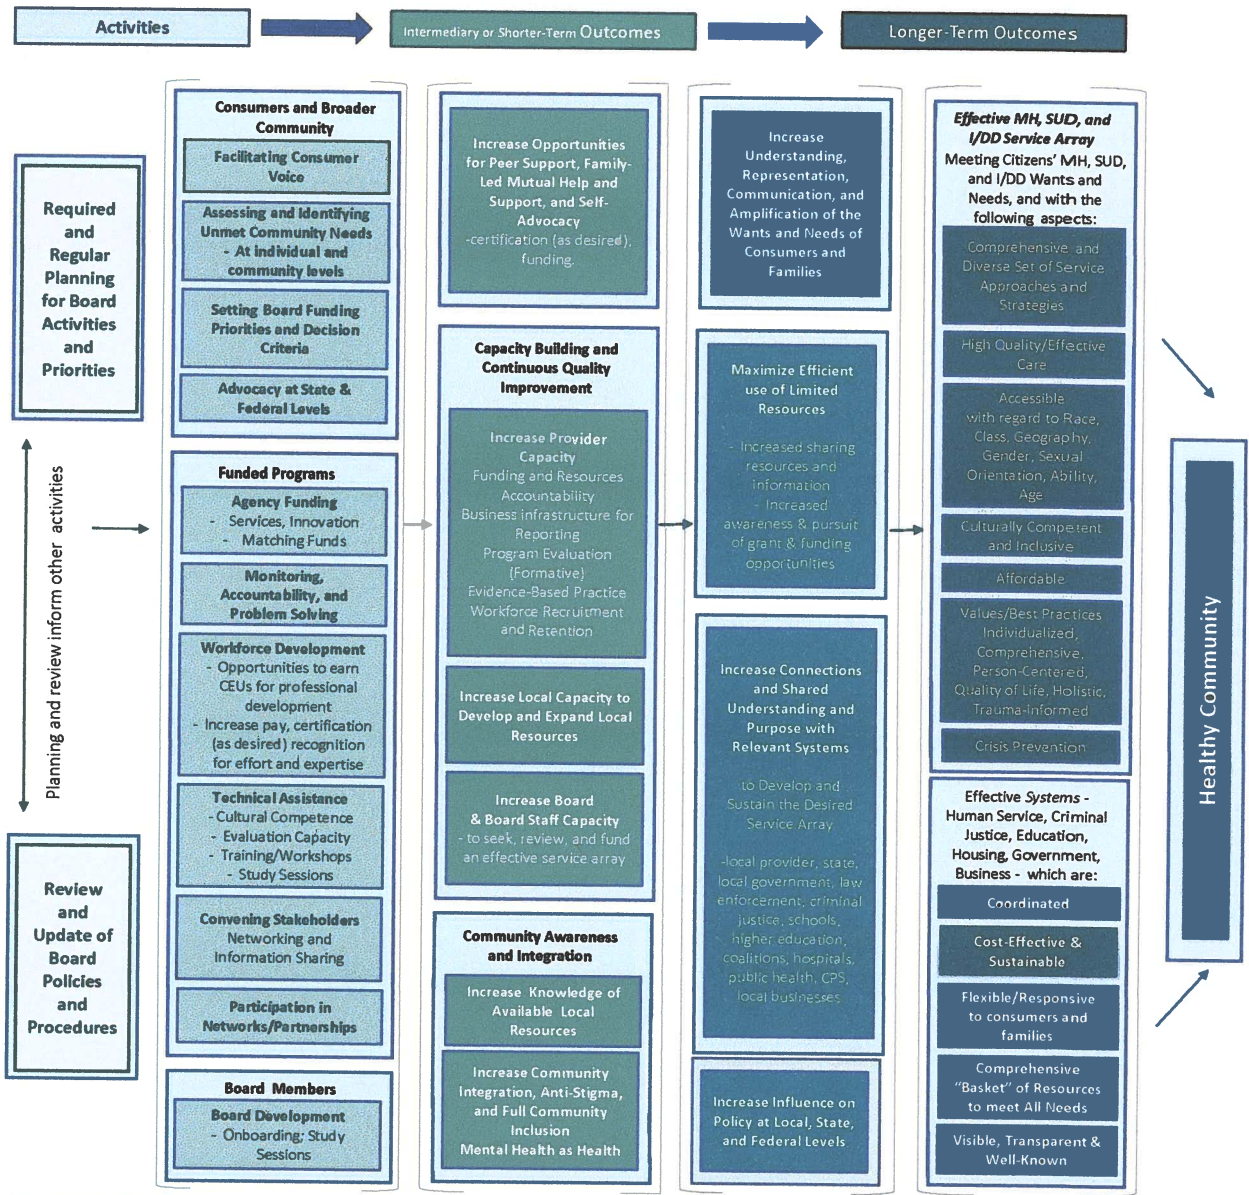 Activities
Intermediary or Shorter-Term Outcomes
Longer-Term Outcomes
Required
and
Regular
Planning
for Board
Activities
and
Priorities
Planning and review inform other activities
Review
and
Update of
Board
Policies
and
Procedures
Consumers and Broader
Community
Facilitating Consumer
Voice
Assessing and Identifying
Unmet Community Needs
- At individual and
community levels
Setting Board Funding
Priorities and Decision
Criteria
Advocacy at State &
Federal Levels
Funded Programs
Agency Funding
- Services, Innovation
- Matching Funds
Monitoring,
Accountability, and
Problem Solving
Workforce Development
- Opportunities to earn
CEUs for professional
development
- Increase pay, certification
(as desired) recognition
for effort and expertise
Technical Assistance
- Cultural Competence
- Evaluation Capacity
- Training/Workshops
- Study Sessions
Convening Stakeholders
Networking and
Information Sharing
Participation in
Networks/Partnerships
Board Members
Board Development
- Onboarding; Study
Sessions
Increase Opportunities
for Peer Support, Family-
Led Mutual Help and
Support, and Self-
Advocacy
-certification (as desired),
funding.
Capacity Building and
Continuous Quality
Improvement
Increase Provider
Capacity
Funding and Resources
Accountability
Business infrastructure for
Reporting
Program Evaluation
(Formative)
Evidence-Based Practice
Workforce Recruitment
and Retention
Increase Local Capacity to
Develop and Expand Local
Resources
Increase Board
& Board Staff Capacity
- to seek, review, and fund
an effective service array
Community Awareness
and Integration
Increase Knowledge of
Available Local
Resources
Increase Community
Integration, Anti-Stigma,
and Full Community
Inclusion
Mental Health as Health
Increase
Understanding,
Representation,
Communication, and
Amplification of the
Wants and Needs of
Consumers and
Families
Maximize Efficient
use of Limited
Resources
- Increased sharing
resources and
information
- Increased
awareness & pursuit
of grant & funding
opportunities
Increase Connections
and Shared
Understanding and
Purpose with
Relevant Systems
to Develop and
Sustain the Desired
Service Array
-local provider, state,
local government, law
enforcement, criminal
justice, schools,
higher education,
coalitions, hospitals,
public health, CPS,
local businesses
Increase Influence on
Policy at Local, State,
and Federal Levels
Effective MH, SUD, and
I/DD Service Array
Meeting Citizens' MH, SUD,
and I/DD Wants and
Needs, and with the
following aspects:
Comprehensive and
Diverse Set of Service
Approaches and
Strategies
High Quality/Effective
Care
Accessible
with regard to Race,
Class, Geography,
Gender, Sexual
Orientation, Ability,
Age
Culturally Competent
and Inclusive
Affordable
Values/Best Practices
Individualized,
Comprehensive,
Person-Centered,
Quality of Life, Holistic,
Trauma-Informed
Crisis Prevention
Effective Systems -
Human Service, Criminal
Justice, Education,
Housing, Government,
Business - which are:
Coordinated
Cost-Effective &
Sustainable
Flexible/Responsive
to consumers and
families
Comprehensive
"Basket" of Resources
to meet All Needs
Visible, Transparent &
Well-Known
Healthy Community